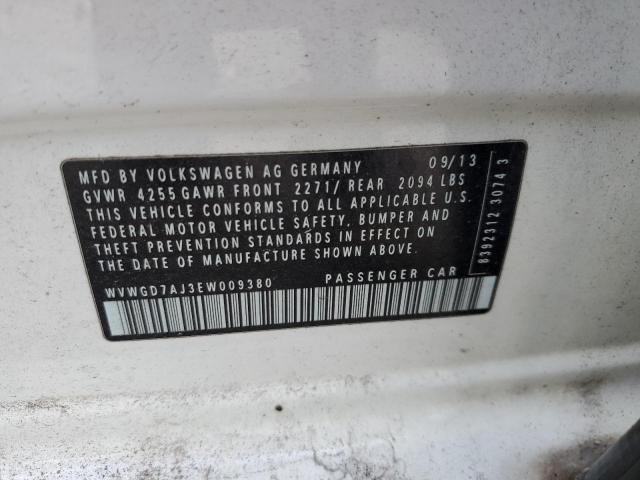 MFD BY VOLKSWAGEN AG GERMANY 09/13
GVWR 4255 GAWR FRONT 2271/ REAR 2094 LBS
THIS VEHICLE CONFORMS TO ALL APPLICABLE U.S.
FEDERAL MOTOR VEHICLE SAFETY, BUMPER AND
THEFT PREVENTION STANDARDS IN EFFECT ON
THE DATE OF MANUFACTURE SHOWN ABOVE.
WVWGD7AJ3EW009380 PASSENGER CAR
8392312 3074 3